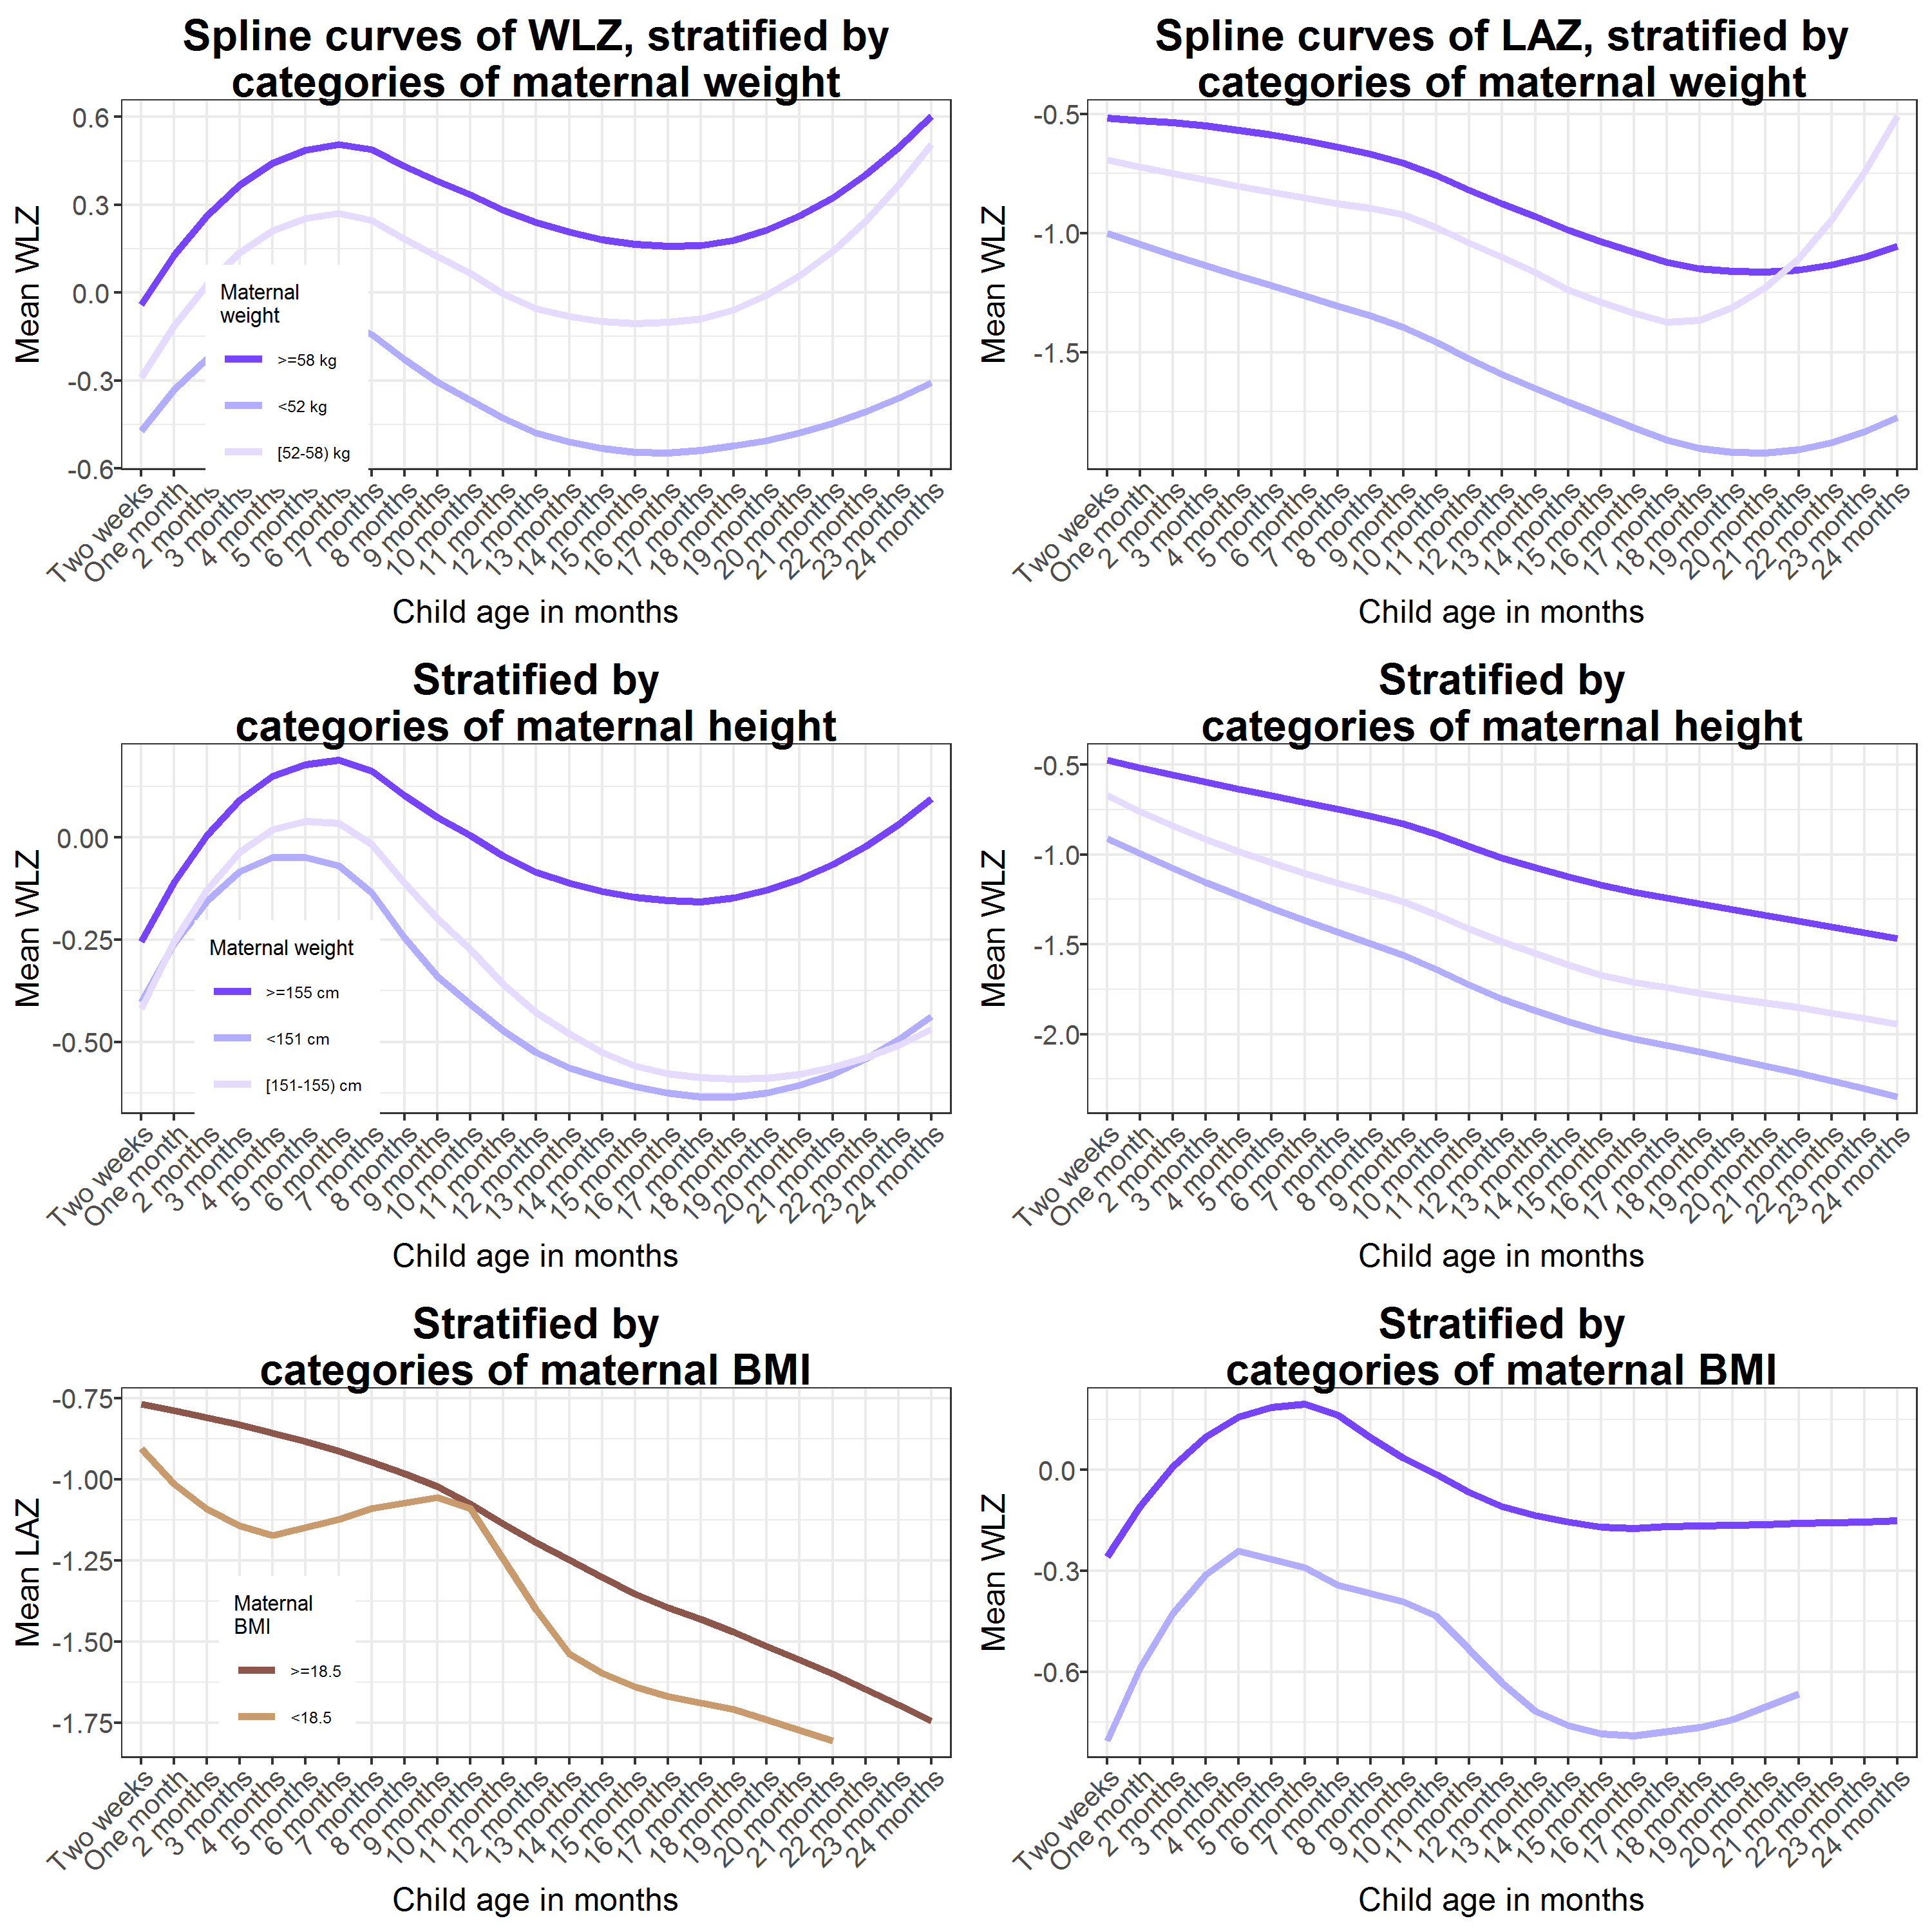 Spline curves of WLZ, stratified by
categories of maternal weight
Mean WLZ
0.6
0.3
0.0
-0.3
-0.6
Maternal
weight
>=58 kg
<52 kg
[52-58) kg
Two weeks
One month
2 months
3 months
4 months
5 months
6 months
7 months
8 months
9 months
10 months
11 months
12 months
13 months
14 months
15 months
16 months
17 months
18 months
19 months
20 months
21 months
22 months
23 months
24 months
Child age in months
Spline curves of LAZ, stratified by
categories of maternal weight
Mean WLZ
-0.5
-1.0
-1.5
Two weeks
One month
2 months
3 months
4 months
5 months
6 months
7 months
8 months
9 months
10 months
11 months
12 months
13 months
14 months
15 months
16 months
17 months
18 months
19 months
20 months
21 months
22 months
23 months
24 months
Child age in months
Stratified by
categories of maternal height
Mean WLZ
0.00
-0.25
-0.50
Maternal weight
>=155 cm
<151 cm
[151-155) cm
Two weeks
One month
2 months
3 months
4 months
5 months
6 months
7 months
8 months
9 months
10 months
11 months
12 months
13 months
14 months
15 months
16 months
17 months
18 months
19 months
20 months
21 months
22 months
23 months
24 months
Child age in months
Stratified by
categories of maternal height
Mean WLZ
-0.5
-1.0
-1.5
-2.0
Two weeks
One month
2 months
3 months
4 months
5 months
6 months
7 months
8 months
9 months
10 months
11 months
12 months
13 months
14 months
15 months
16 months
17 months
18 months
19 months
20 months
21 months
22 months
23 months
24 months
Child age in months
Stratified by
categories of maternal BMI
Mean LAZ
-0.75
-1.00
-1.25
-1.50
-1.75
Maternal
BMI
>=18.5
<18.5
Two weeks
One month
2 months
3 months
4 months
5 months
6 months
7 months
8 months
9 months
10 months
11 months
12 months
13 months
14 months
15 months
16 months
17 months
18 months
19 months
20 months
21 months
22 months
23 months
24 months
Child age in months
Stratified by
categories of maternal BMI
Mean WLZ
0.0
-0.3
-0.6
Two weeks
One month
2 months
3 months
4 months
5 months
6 months
7 months
8 months
9 months
10 months
11 months
12 months
13 months
14 months
15 months
16 months
17 months
18 months
19 months
20 months
21 months
22 months
23 months
24 months
Child age in months